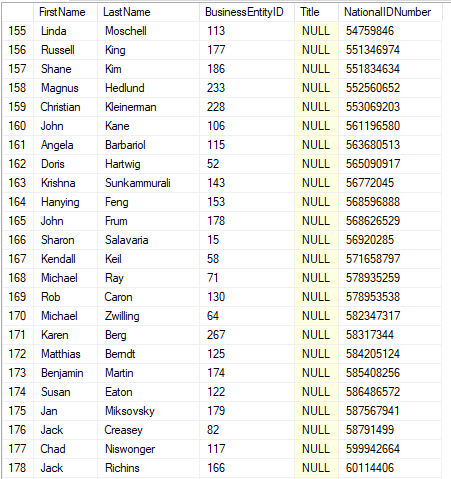 FirstName LastName BusinessEntityID Title NationalIDNumber
155 Linda Moschell 113 NULL 54759846
156 Russell King 177 NULL 551346974
157 Shane Kim 186 NULL 551834634
158 Magnus Hedlund 233 NULL 552560652
159 Christian Kleinerman 228 NULL 553069203
160 John Kane 106 NULL 561196580
161 Angela Barbariol 115 NULL 563680513
162 Doris Hartwig 52 NULL 565090917
163 Krishna Sunkammurali 143 NULL 56772045
164 Hanying Feng 153 NULL 568596888
165 John Frum 178 NULL 568626529
166 Sharon Salavaria 15 NULL 56920285
167 Kendall Keil 58 NULL 571658797
168 Michael Ray 71 NULL 578935259
169 Rob Caron 130 NULL 578953538
170 Michael Zwilling 64 NULL 582347317
171 Karen Berg 267 NULL 58317344
172 Matthias Berndt 125 NULL 584205124
173 Benjamin Martin 174 NULL 585408256
174 Susan Eaton 122 NULL 586486572
175 Jan Miksovsky 179 NULL 587567941
176 Jack Creasey 82 NULL 58791499
177 Chad Niswonger 117 NULL 599942664
178 Jack Richins 166 NULL 60114406